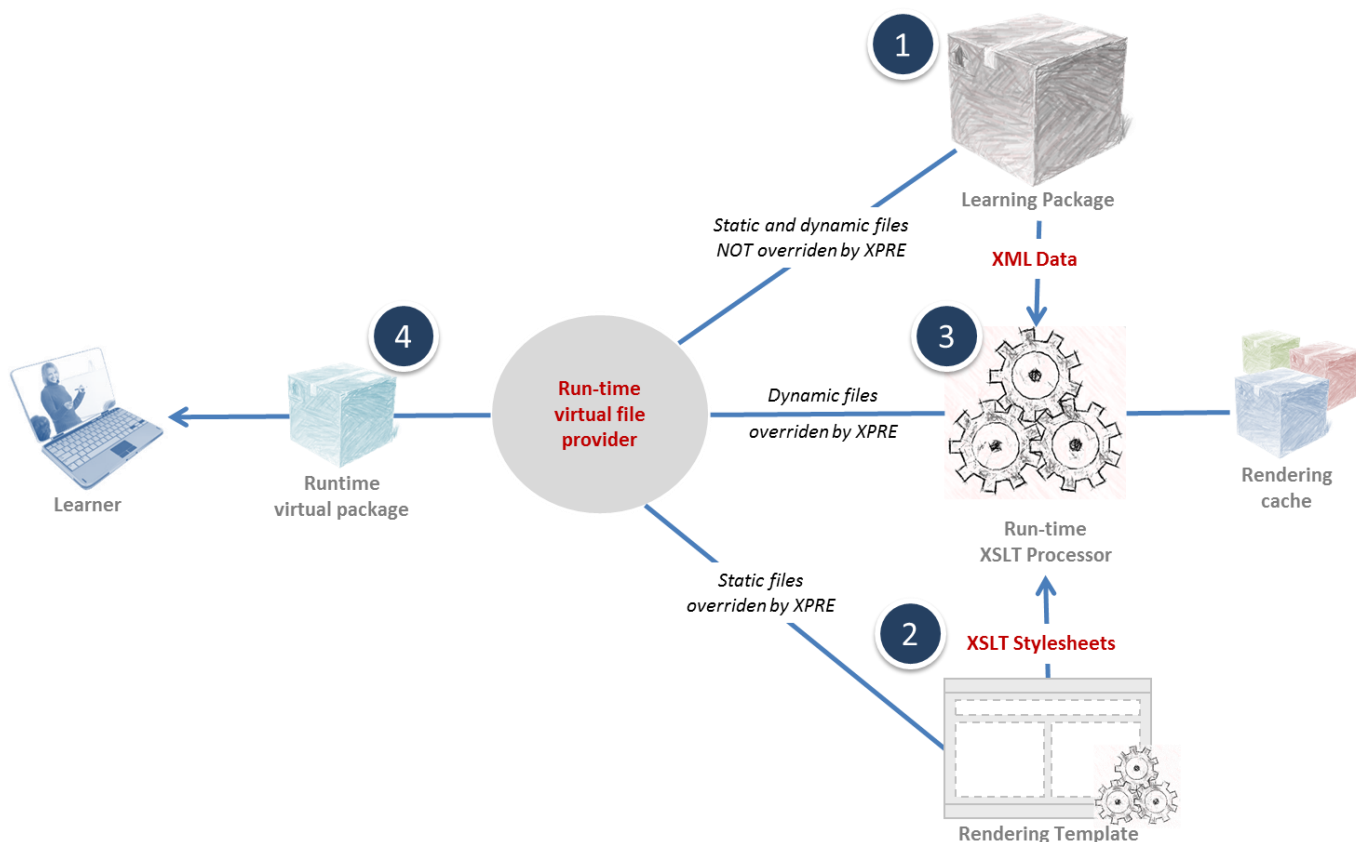 1
Learning Package
Static and dynamic files
NOT overriden by XPRE
XML Data
4
3
Run-time
virtual file
provider
Dynamic files
overriden by XPRE
Learner
Runtime
virtual package
Rendering
cache
Run-time
XSLT Processor
Static files
overriden by XPRE
2
XSLT Stylesheets
Rendering Template